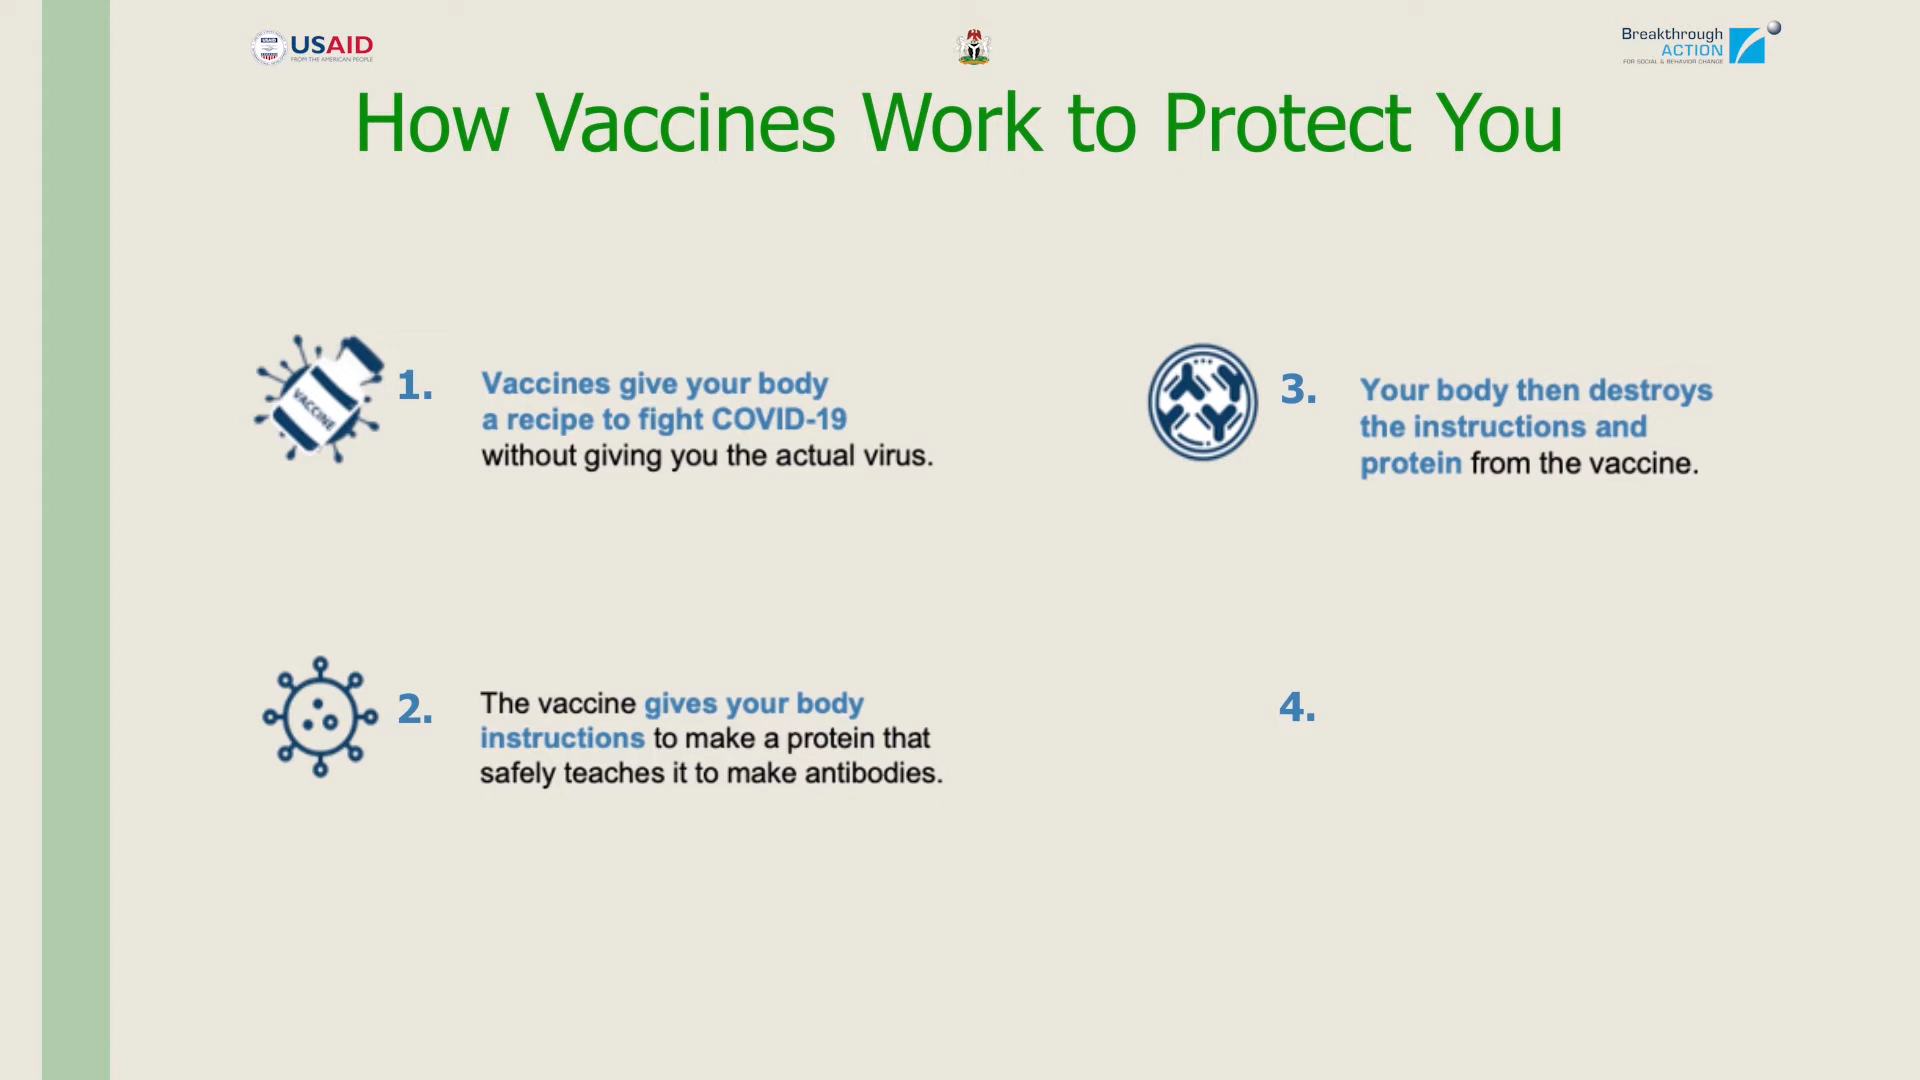 USAID
FROM THE AMERICAN PEOPLE
Breakthrough
ACTION
FOR SOCIAL & BEHAVIOR CHANGE
How Vaccines Work to Protect You
VACCINE
1.
Vaccines give your body
a recipe to fight COVID-19
without giving you the actual virus.
2.
The vaccine gives your body
instructions to make a protein that
safely teaches it to make antibodies.
3.
Your body then destroys
the instructions and
protein from the vaccine.
4.